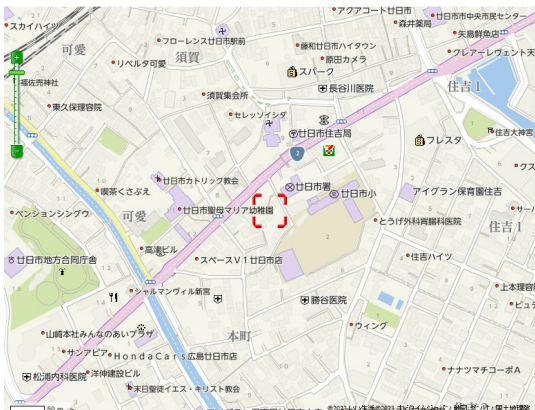 スカイハイツ
アクアコート廿日市
廿日市市中央市民センター
森井薬局
矢島鮮魚店
可愛
フローレンス廿日市駅前
須賀
藤和廿日市ハイタウン
クレアーレヴェント天
リベルタ可愛
原田カメラ
スパーク
長谷川医院
住吉1
福佐売神社
須賀集会所
東久保理容院
セレッソイシダ
廿日市住吉局
フレスタ
住吉大神宮
2
廿日市カトリック教会
クス
喫茶くさぶえ
廿日市署
廿日市小
アイグラン保育園住吉
ペンションシングウ
可愛
廿日市聖母マリア幼稚園
とうげ外科胃腸科医院
サーパ
住吉1
高津ビル
廿日市地方合同庁舎
スペースV1廿日市店
住吉ハイツ
シャルマンヴィル新宮
上本理容
勝谷医院
ビュテ
山崎本社みんなのあいプラザ
本町
ウィング
サンアピア
HondaCars広島廿日市店
ナナツマチコーポA
松浦内科医院
洋伸建設ビル
末日聖徒イエス・キリスト教会
50m